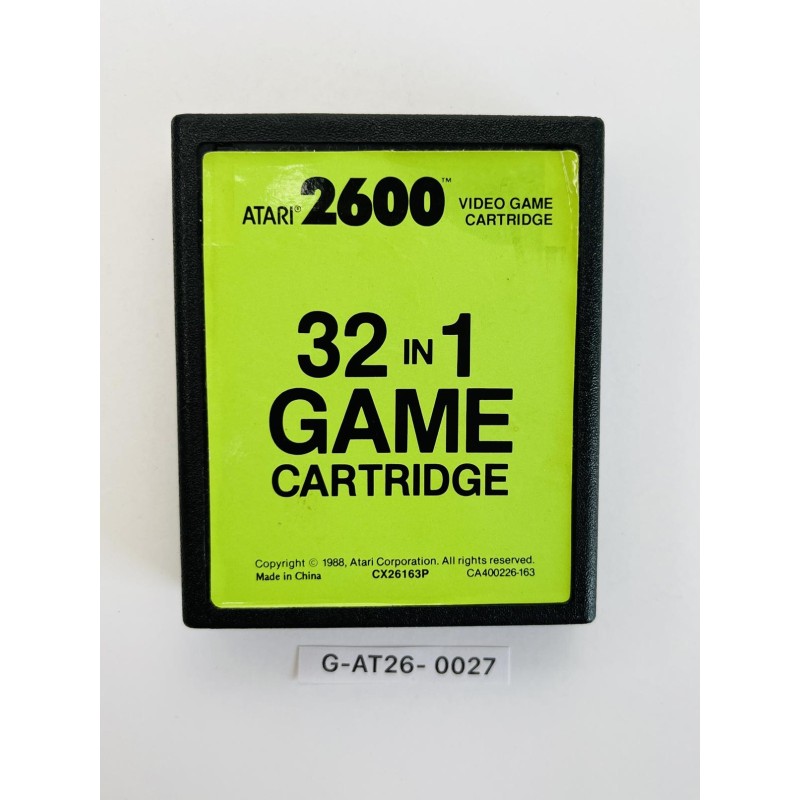 ATARI® 2600™ VIDEO GAME
CARTRIDGE
32 IN 1
GAME
CARTRIDGE
Copyright © 1988, Atari Corporation. All rights reserved.
Made in China CX26163P CA400226-163
G-AT26- 0027